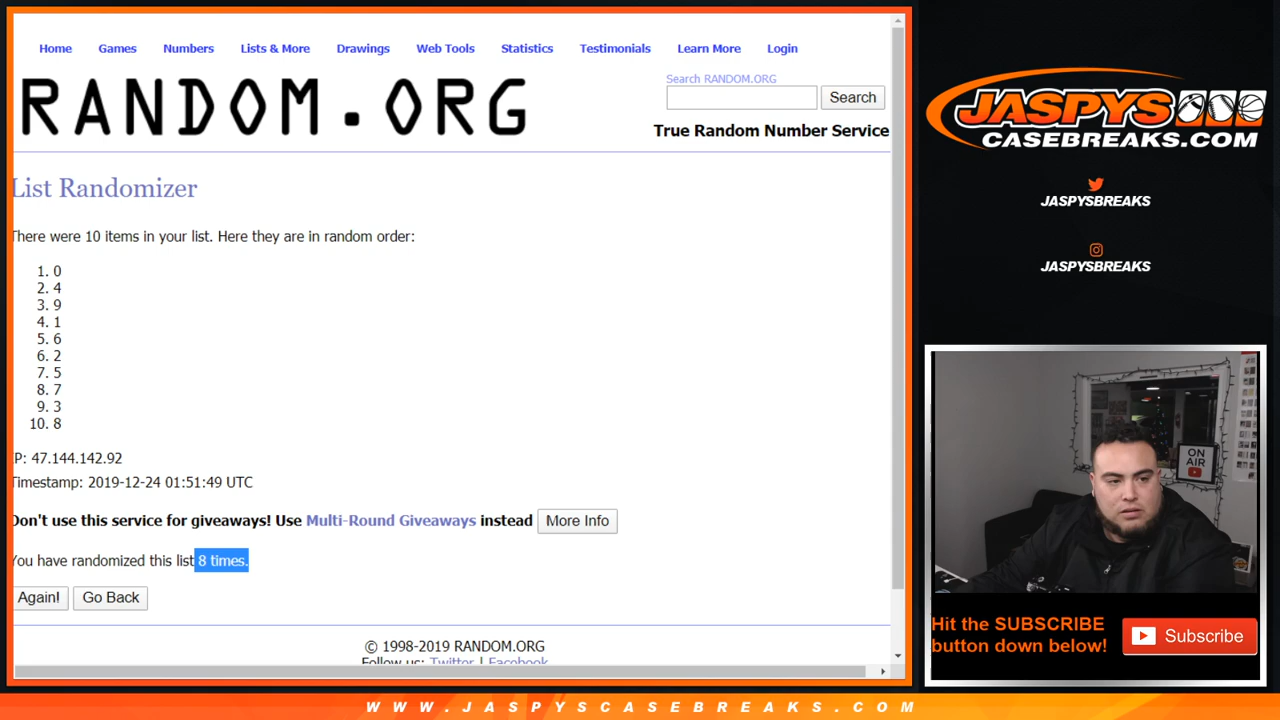 Home Games Numbers Lists & More Drawings Web Tools Statistics Testimonials Learn More Login
RANDOM.ORG
Search RANDOM.ORG
Search
True Random Number Service
List Randomizer
There were 10 items in your list. Here they are in random order:
1. 0
2. 4
3. 9
4. 1
5. 6
6. 2
7. 5
8. 7
9. 3
10. 8
IP: 47.144.142.92
Timestamp: 2019-12-24 01:51:49 UTC
Don't use this service for giveaways! Use Multi-Round Giveaways instead More Info
You have randomized this list 8 times.
Again! Go Back
© 1998-2019 RANDOM.ORG
Follow us: Twitter | Facebook
JASPYS
CASEBREAKS.COM
JASPYSBREAKS
JASPYSBREAKS
ON
AIR
Hit the SUBSCRIBE
button down below!
Subscribe
WWW.JASPYSCASEBREAKS.COM